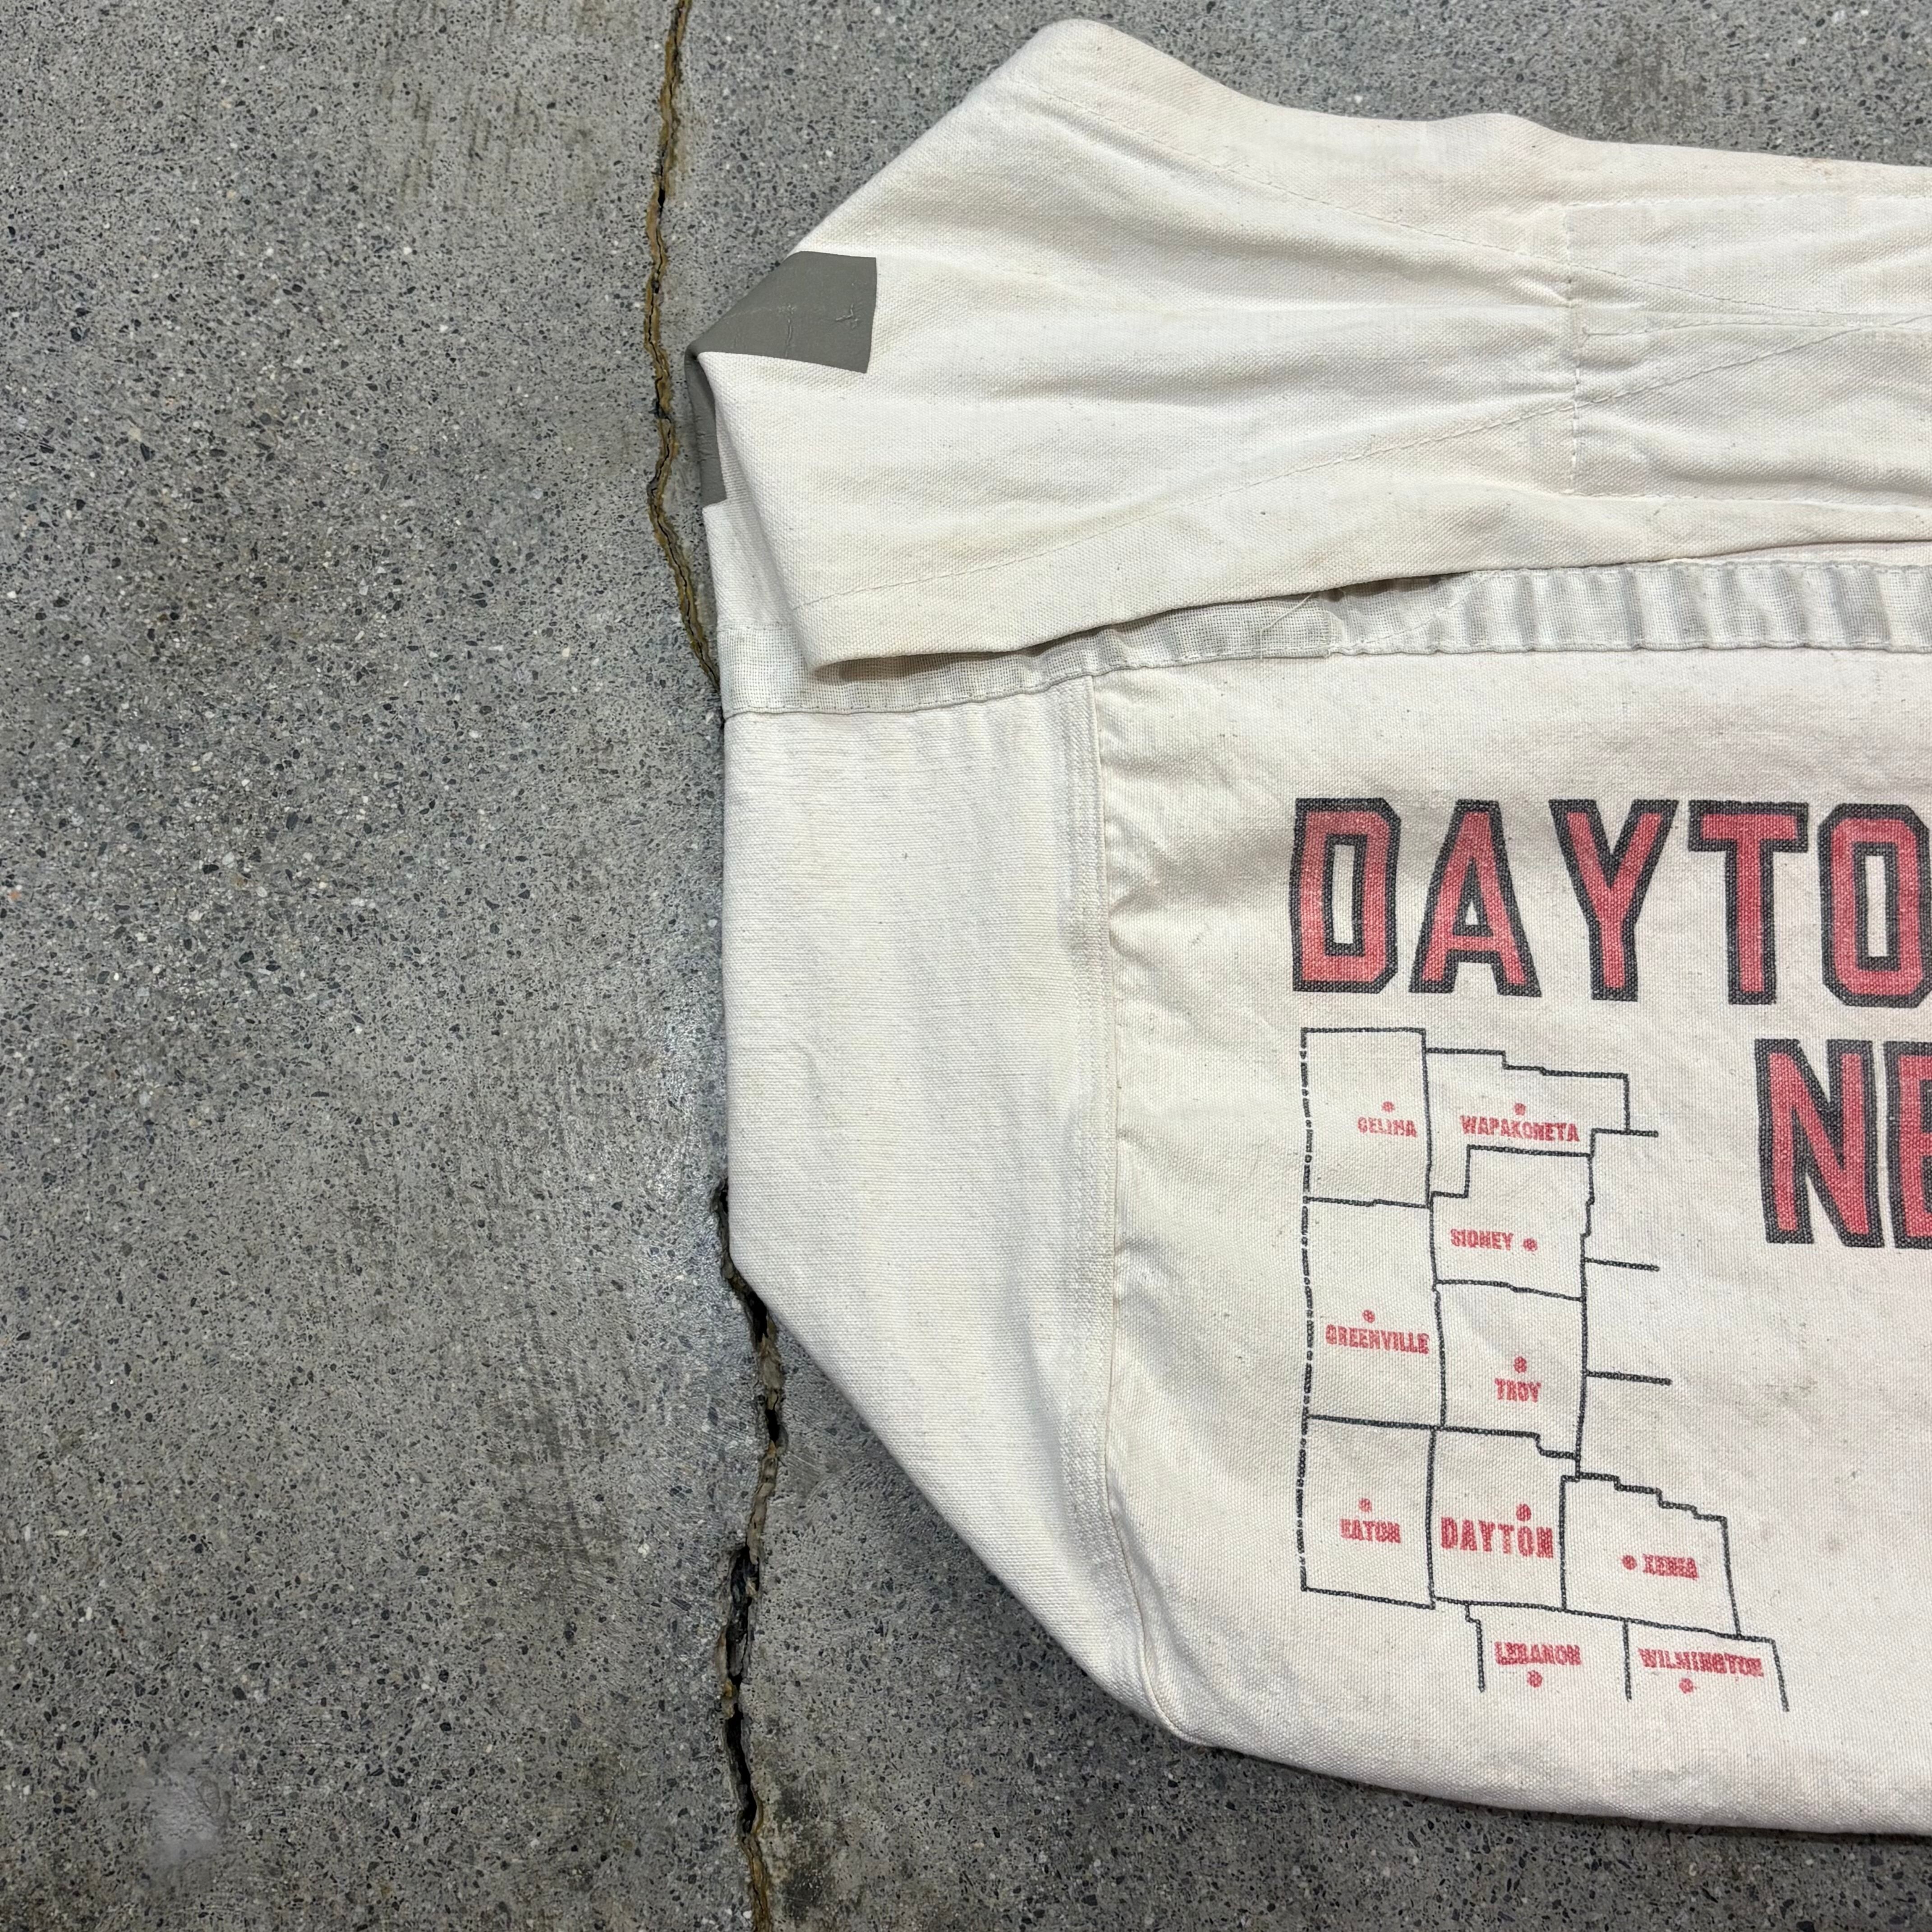 DAYTO
NE
CELINA
WAPAKONETA
SIDNEY
GREENVILLE
TROY
EATON
DAYTON
XENIA
LEBANON
WILMINGTON